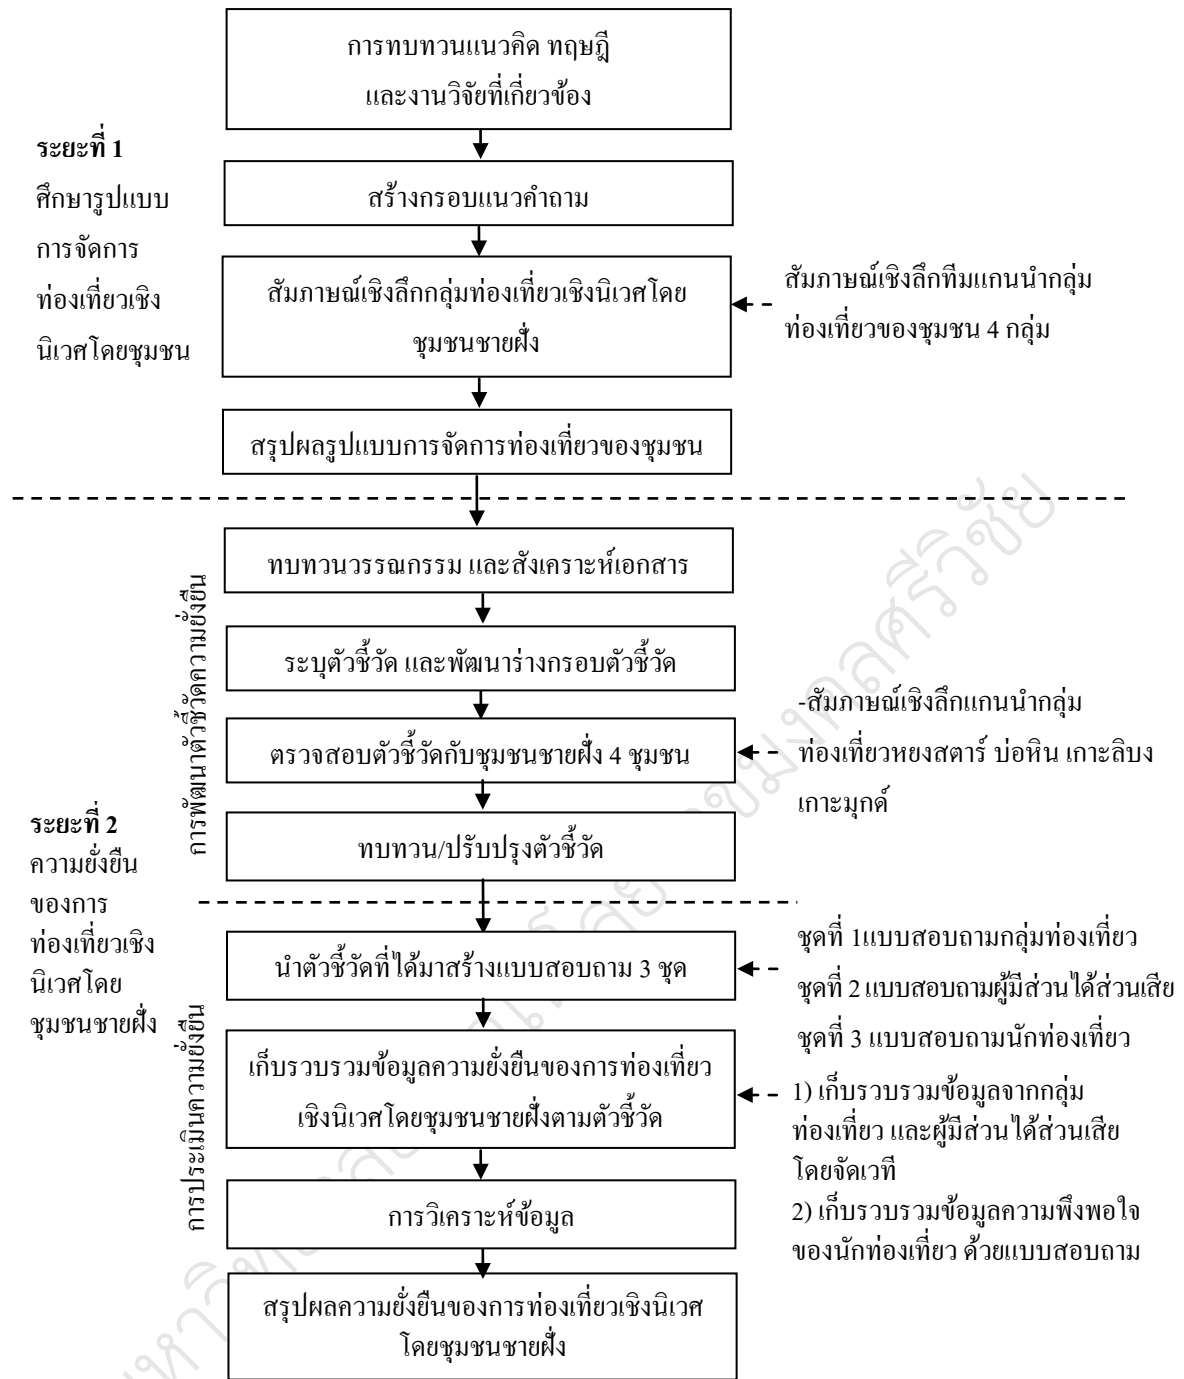 การทบทวนแนวคิด ทฤษฎี
และงานวิจัยที่เกี่ยวข้อง
ระยะที่ 1
ศึกษารูปแบบ
การจัดการ
ท่องเที่ยวเชิง
นิเวศโดยชุมชน
สร้างกรอบแนวคำถาม
สัมภาษณ์เชิงลึกกลุ่มท่องเที่ยวเชิงนิเวศโดย
ชุมชนชายฝั่ง
สัมภาษณ์เชิงลึกทีมแกนนำกลุ่ม
ท่องเที่ยวของชุมชน 4 กลุ่ม
สรุปผลรูปแบบการจัดการท่องเที่ยวของชุมชน
ระยะที่ 2
ความยั่งยืน
ของการ
ท่องเที่ยวเชิง
นิเวศโดย
ชุมชนชายฝั่ง
การพัฒนาตัวชี้วัดความยั่งยืน
ทบทวนวรรณกรรม และสังเคราะห์เอกสาร
ระบุตัวชี้วัด และพัฒนาร่างกรอบตัวชี้วัด
ตรวจสอบตัวชี้วัดกับชุมชนชายฝั่ง 4 ชุมชน
-สัมภาษณ์เชิงลึกแกนนำกลุ่ม
ท่องเที่ยวหยงสตาร์ บ่อหิน เกาะลิบง
เกาะมุกด์
ทบทวน/ปรับปรุงตัวชี้วัด
การประเมินความยั่งยืน
นำตัวชี้วัดที่ได้มาสร้างแบบสอบถาม 3 ชุด
ชุดที่ 1แบบสอบถามกลุ่มท่องเที่ยว
ชุดที่ 2 แบบสอบถามผู้มีส่วนได้ส่วนเสีย
ชุดที่ 3 แบบสอบถามนักท่องเที่ยว
เก็บรวบรวมข้อมูลความยั่งยืนของการท่องเที่ยว
เชิงนิเวศโดยชุมชนชายฝั่งตามตัวชี้วัด
1) เก็บรวบรวมข้อมูลจากกลุ่ม
ท่องเที่ยว และผู้มีส่วนได้ส่วนเสีย
โดยจัดเวที
2) เก็บรวบรวมข้อมูลความพึงพอใจ
ของนักท่องเที่ยว ด้วยแบบสอบถาม
การวิเคราะห์ข้อมูล
สรุปผลความยั่งยืนของการท่องเที่ยวเชิงนิเวศ
โดยชุมชนชายฝั่ง